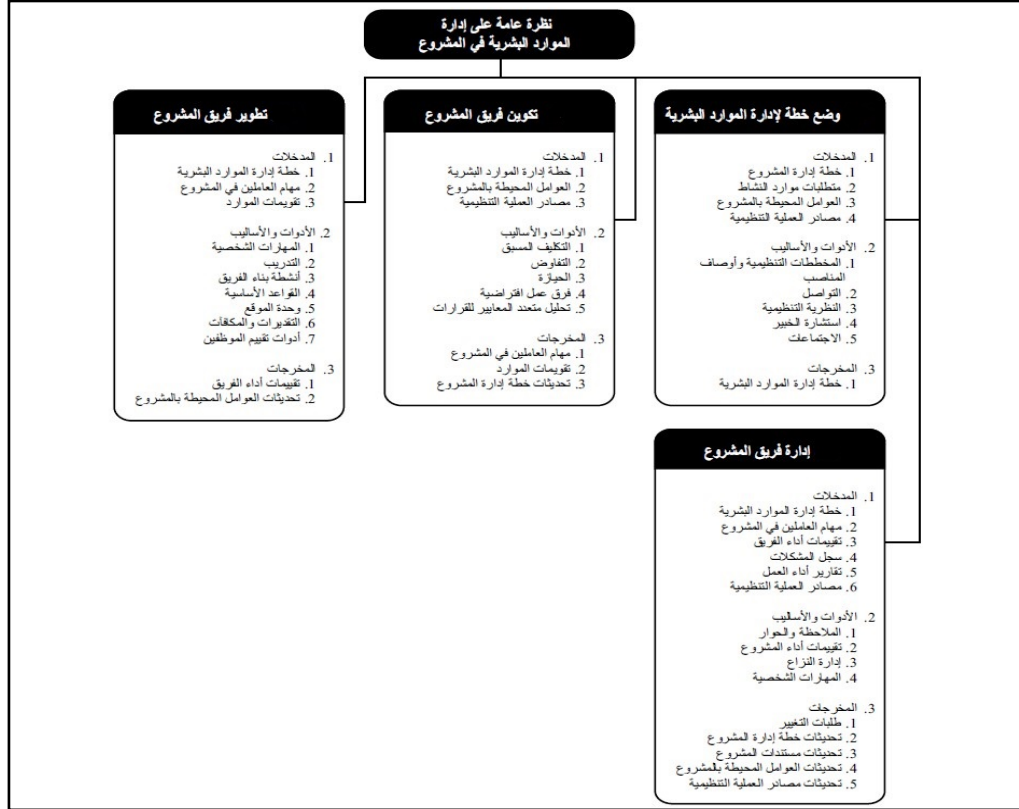 نظرة عامة على إدارة
الموارد البشرية في المشروع
وضع خطة لإدارة الموارد البشرية
1. المدخلات
1. خطة إدارة المشروع
2. متطلبات موارد النشاط
3. العوامل المحيطة بالمشروع
4. مصادر العملية التنظيمية
2. الأدوات والأساليب
1. المخططات التنظيمية وأوصاف
المناصب
2. التواصل
3. النظرية التنظيمية
4. استشارة الخبير
5. الاجتماعات
3. المخرجات
1. خطة إدارة الموارد البشرية
تكوين فريق المشروع
1. المدخلات
1. خطة إدارة الموارد البشرية
2. العوامل المحيطة بالمشروع
3. مصادر العملية التنظيمية
2. الأدوات والأساليب
1. التكليف المسبق
2. التفاوض
3. الحيازة
4. فرق عمل افتراضية
5. تحليل متعدد المعايير للقرارات
3. المخرجات
1. مهام العاملين في المشروع
2. تقويمات الموارد
3. تحديثات خطة إدارة المشروع
تطوير فريق المشروع
1. المدخلات
1. خطة إدارة الموارد البشرية
2. مهام العاملين في المشروع
3. تقويمات الموارد
2. الأدوات والأساليب
1. المهارات الشخصية
2. التدريب
3. أنشطة بناء الفريق
4. القواعد الأساسية
5. وحدة الموقع
6. التقديرات والمكافآت
7. أدوات تقييم الموظفين
3. المخرجات
1. تقييمات أداء الفريق
2. تحديثات العوامل المحيطة بالمشروع
إدارة فريق المشروع
1. المدخلات
1. خطة إدارة الموارد البشرية
2. مهام العاملين في المشروع
3. تقييمات أداء الفريق
4. سجل المشكلات
5. تقارير أداء العمل
6. مصادر العملية التنظيمية
2. الأدوات والأساليب
1. الملاحظة والحوار
2. تقييمات أداء المشروع
3. إدارة النزاع
4. المهارات الشخصية
3. المخرجات
1. طلبات التغيير
2. تحديثات خطة إدارة المشروع
3. تحديثات مستندات المشروع
4. تحديثات العوامل المحيطة بالمشروع
5. تحديثات مصادر العملية التنظيمية